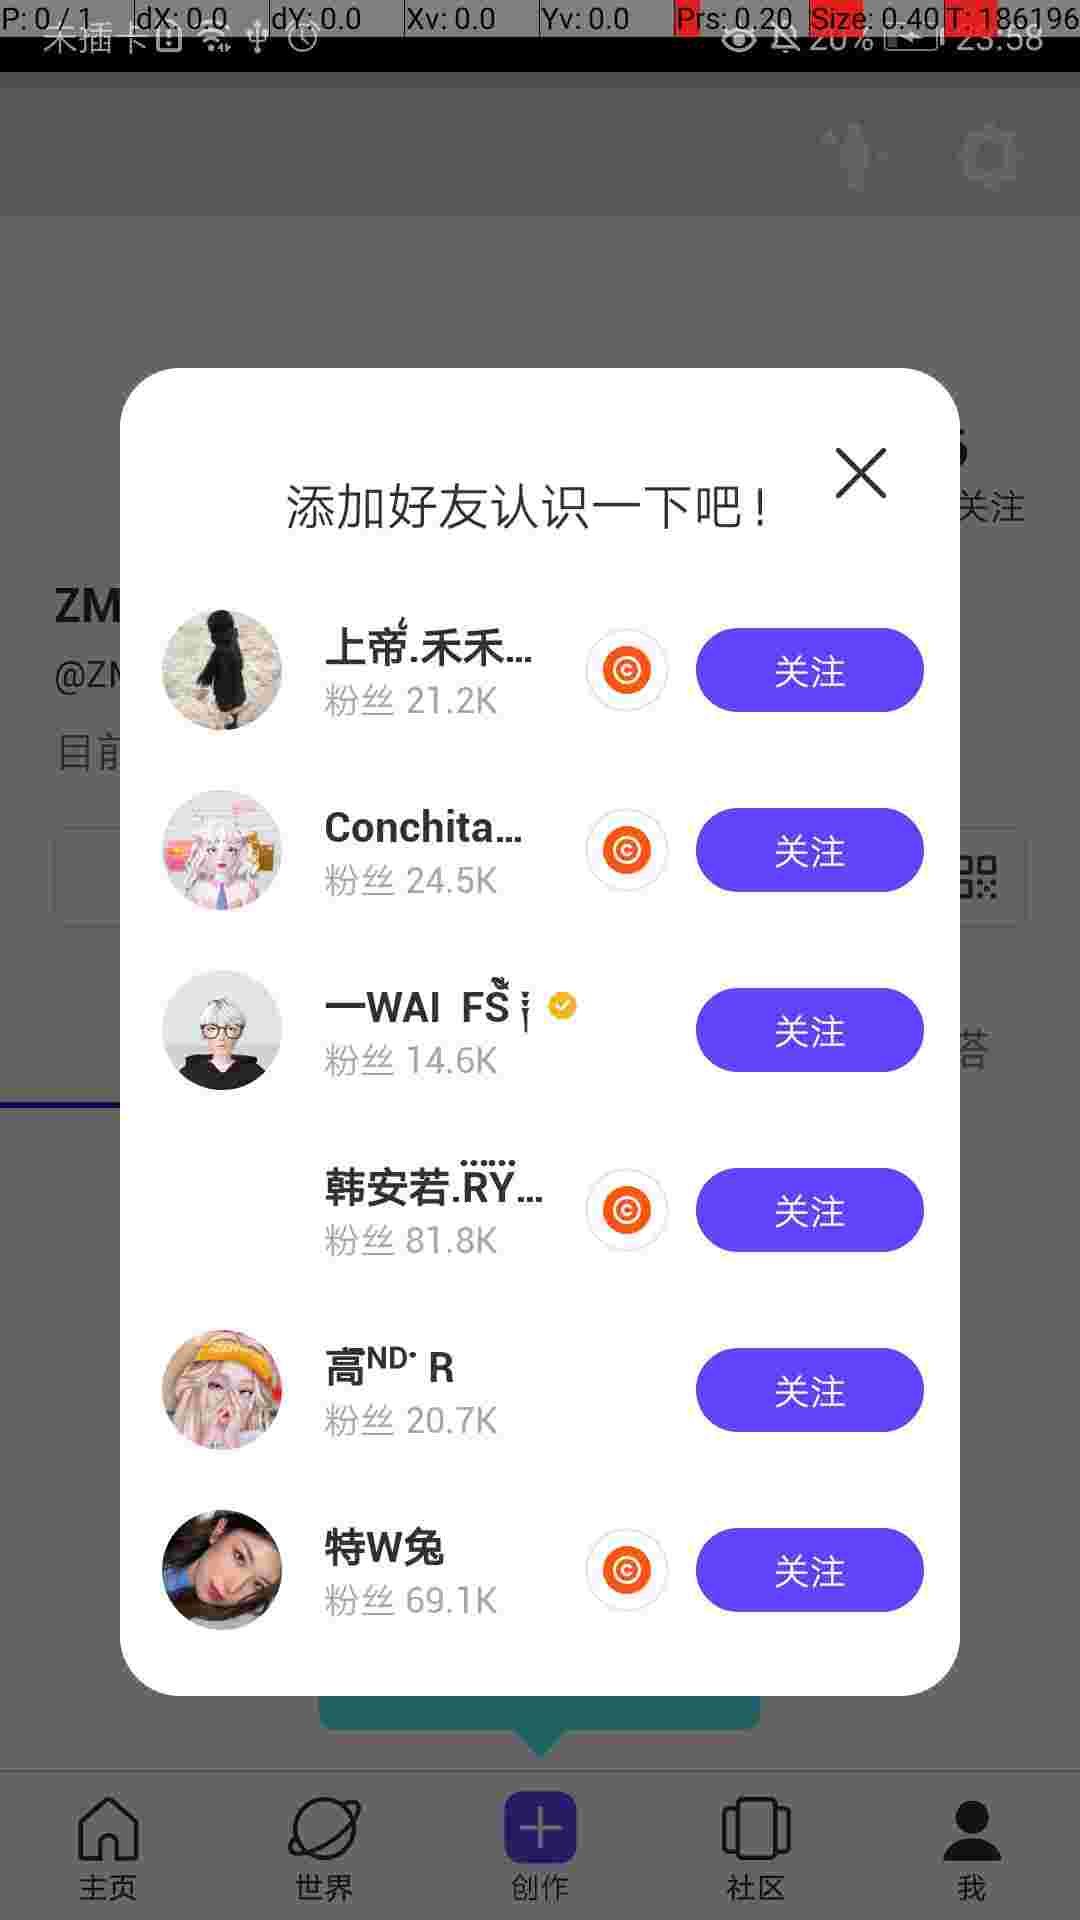 P: 0 / 1 dX: 0.0 dY: 0.0 Xv: 0.0 Yv: 0.0 Prs: 0.20 Size: 0.40 T: 186196
未插卡 20% 23:58
添加好友认识一下吧!
关注
ZM
@ZM
目前
上帝.禾禾...
粉丝 21.2K
关注
Conchita...
粉丝 24.5K
关注
一WAI FS
粉丝 14.6K
关注
韩安若.RY...
粉丝 81.8K
关注
高ᴺᴰ· R
粉丝 20.7K
关注
特W兔
粉丝 69.1K
关注
主页 世界 创作 社区 我